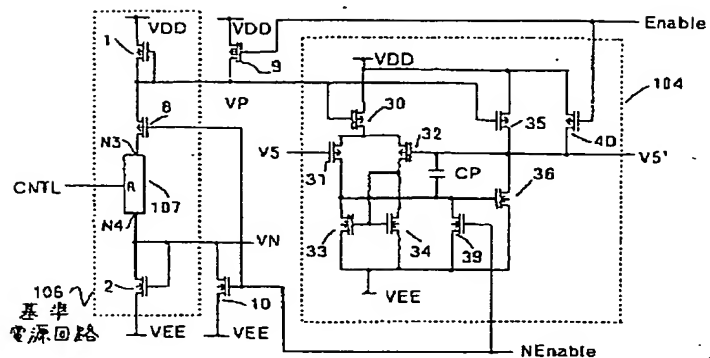 VDD
VDD
Enable
1
9
VDD
104
30
VP
8
35
40
32
N3
V5
V5'
CP
36
31
CNTL
R
107
N4
VN
33
34
39
2
106
基準
電源回路
10
VEE
VEE
VEE
NEnable